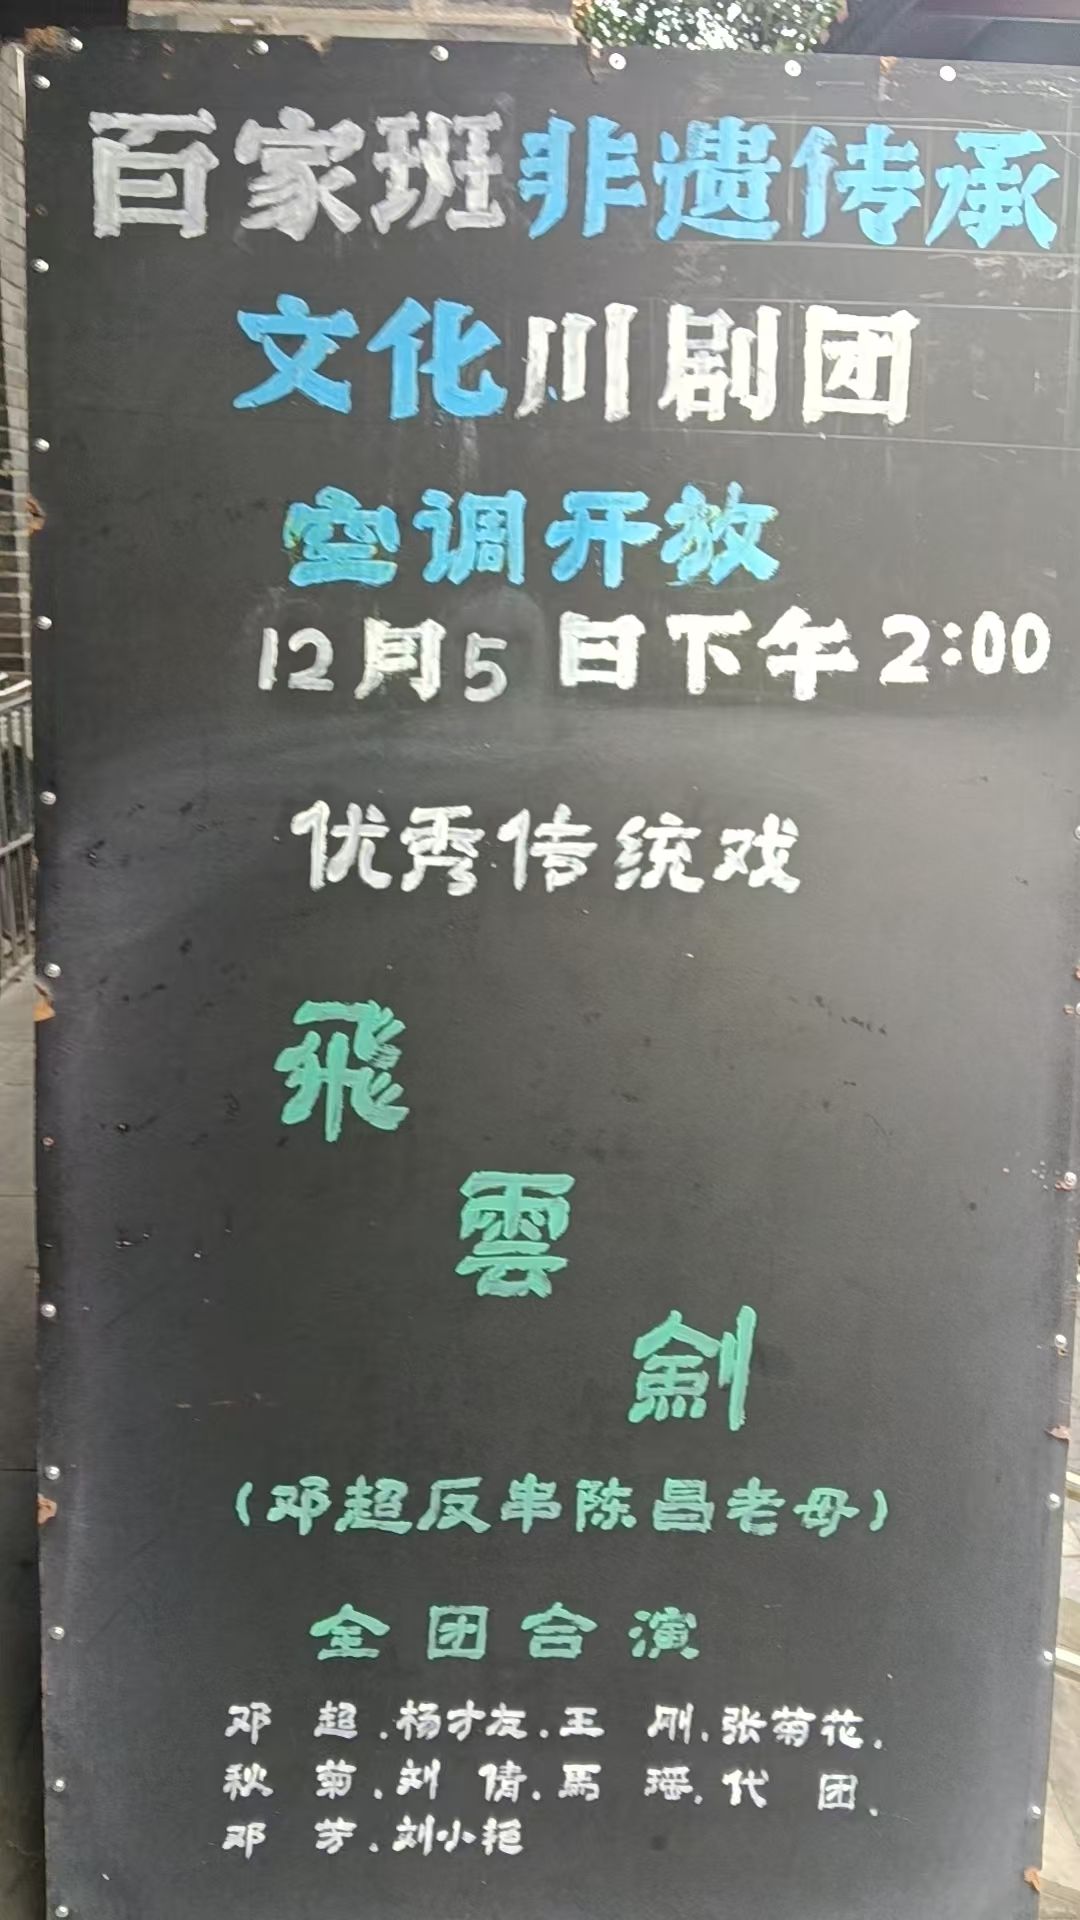 百家班非遗传承
文化川剧团
空调开放
12月5日下午2:00
优秀传统戏
飛
雲
劍
(邓超反串陈昌老母)
全团合演
邓 超.杨才友.王 刚.张菊花.
秋 菊.刘 倩.馬 瑶.代 团.
邓 芳.刘小艳